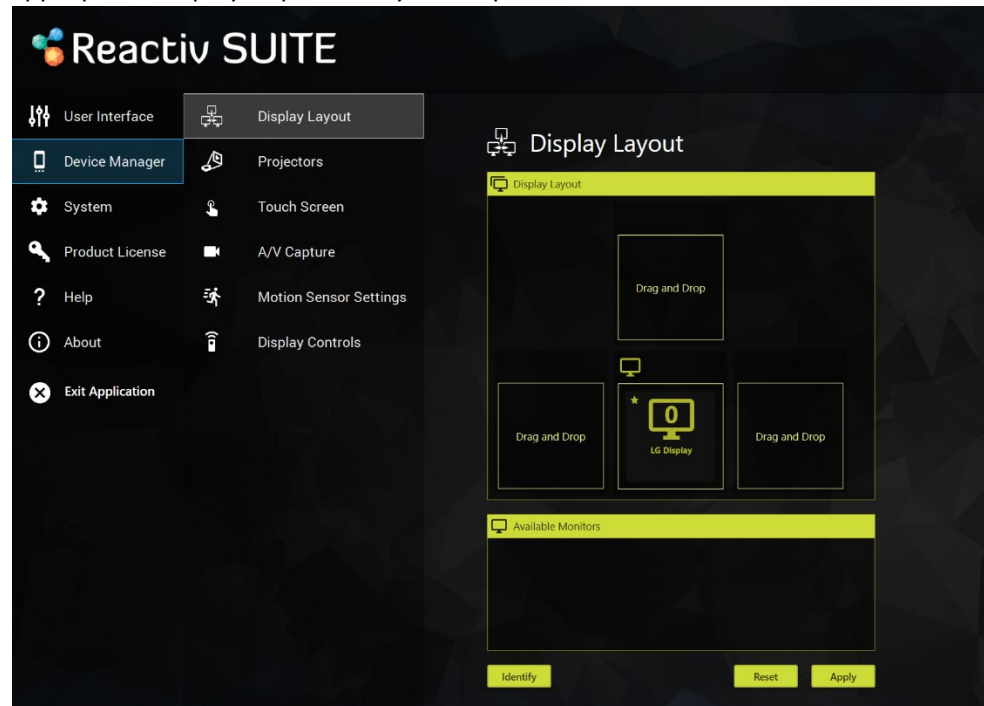 Reactiv SUITE
User Interface
Device Manager
System
Product License
Help
About
Exit Application
Display Layout
Projectors
Touch Screen
A/V Capture
Motion Sensor Settings
Display Controls
Display Layout
Display Layout
Drag and Drop
Drag and Drop
0
LG Display
Drag and Drop
Available Monitors
Identify
Reset
Apply